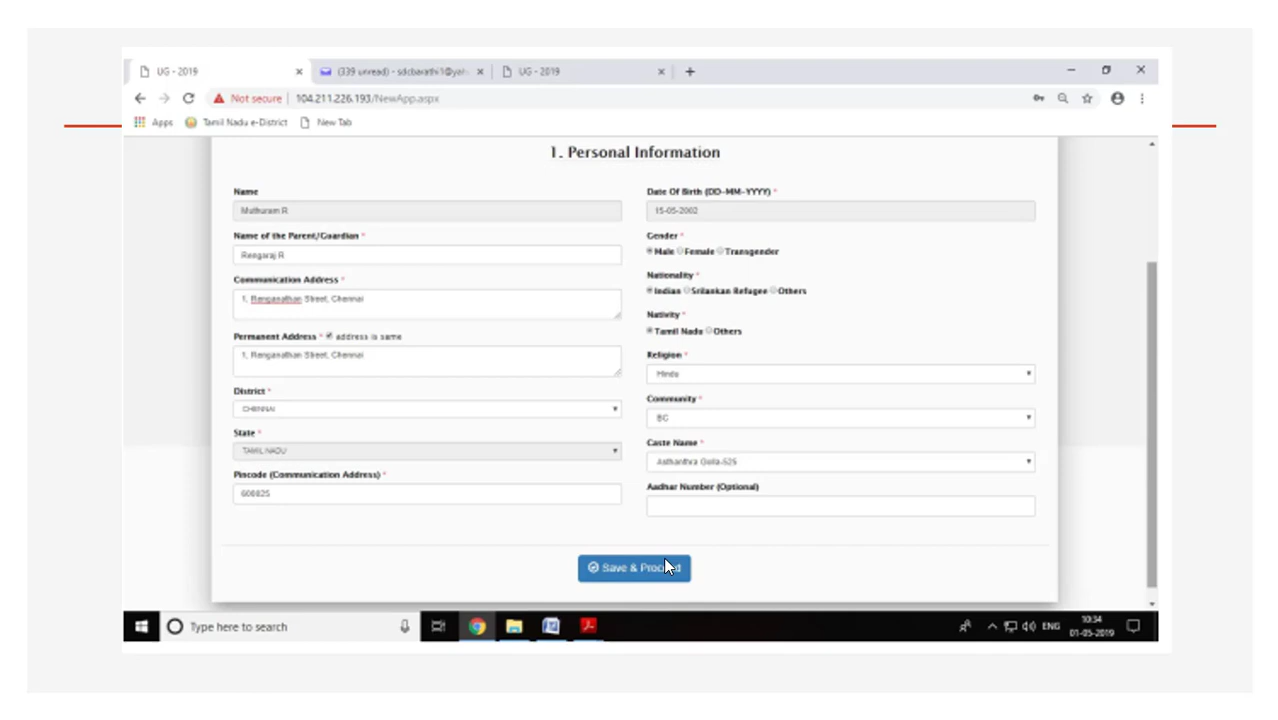 UG - 2019
(339 unread) - sdcbarathi1@yah
UG - 2019
Not secure | 104.211.226.193/NewApp.aspx
Apps Tamil Nadu e-District New Tab
1. Personal Information
Name
Muthuram R
Name of the Parent/Guardian *
Rengaraj R
Communication Address *
1, Renganathan Street, Chennai
Permanent Address * address is same
1, Renganathan Street, Chennai
District *
CHENNAI
State *
TAMIL NADU
Pincode (Communication Address) *
600025
Date Of Birth (DD-MM-YYYY) *
15-05-2002
Gender *
Male Female Transgender
Nationality *
Indian Srilankan Refugee Others
Nativity *
Tamil Nadu Others
Religion *
Hindu
Community *
BC
Caste Name *
Aadhar Number (Optional)
Save & Proceed
Type here to search
ENG
10:34
01-05-2019